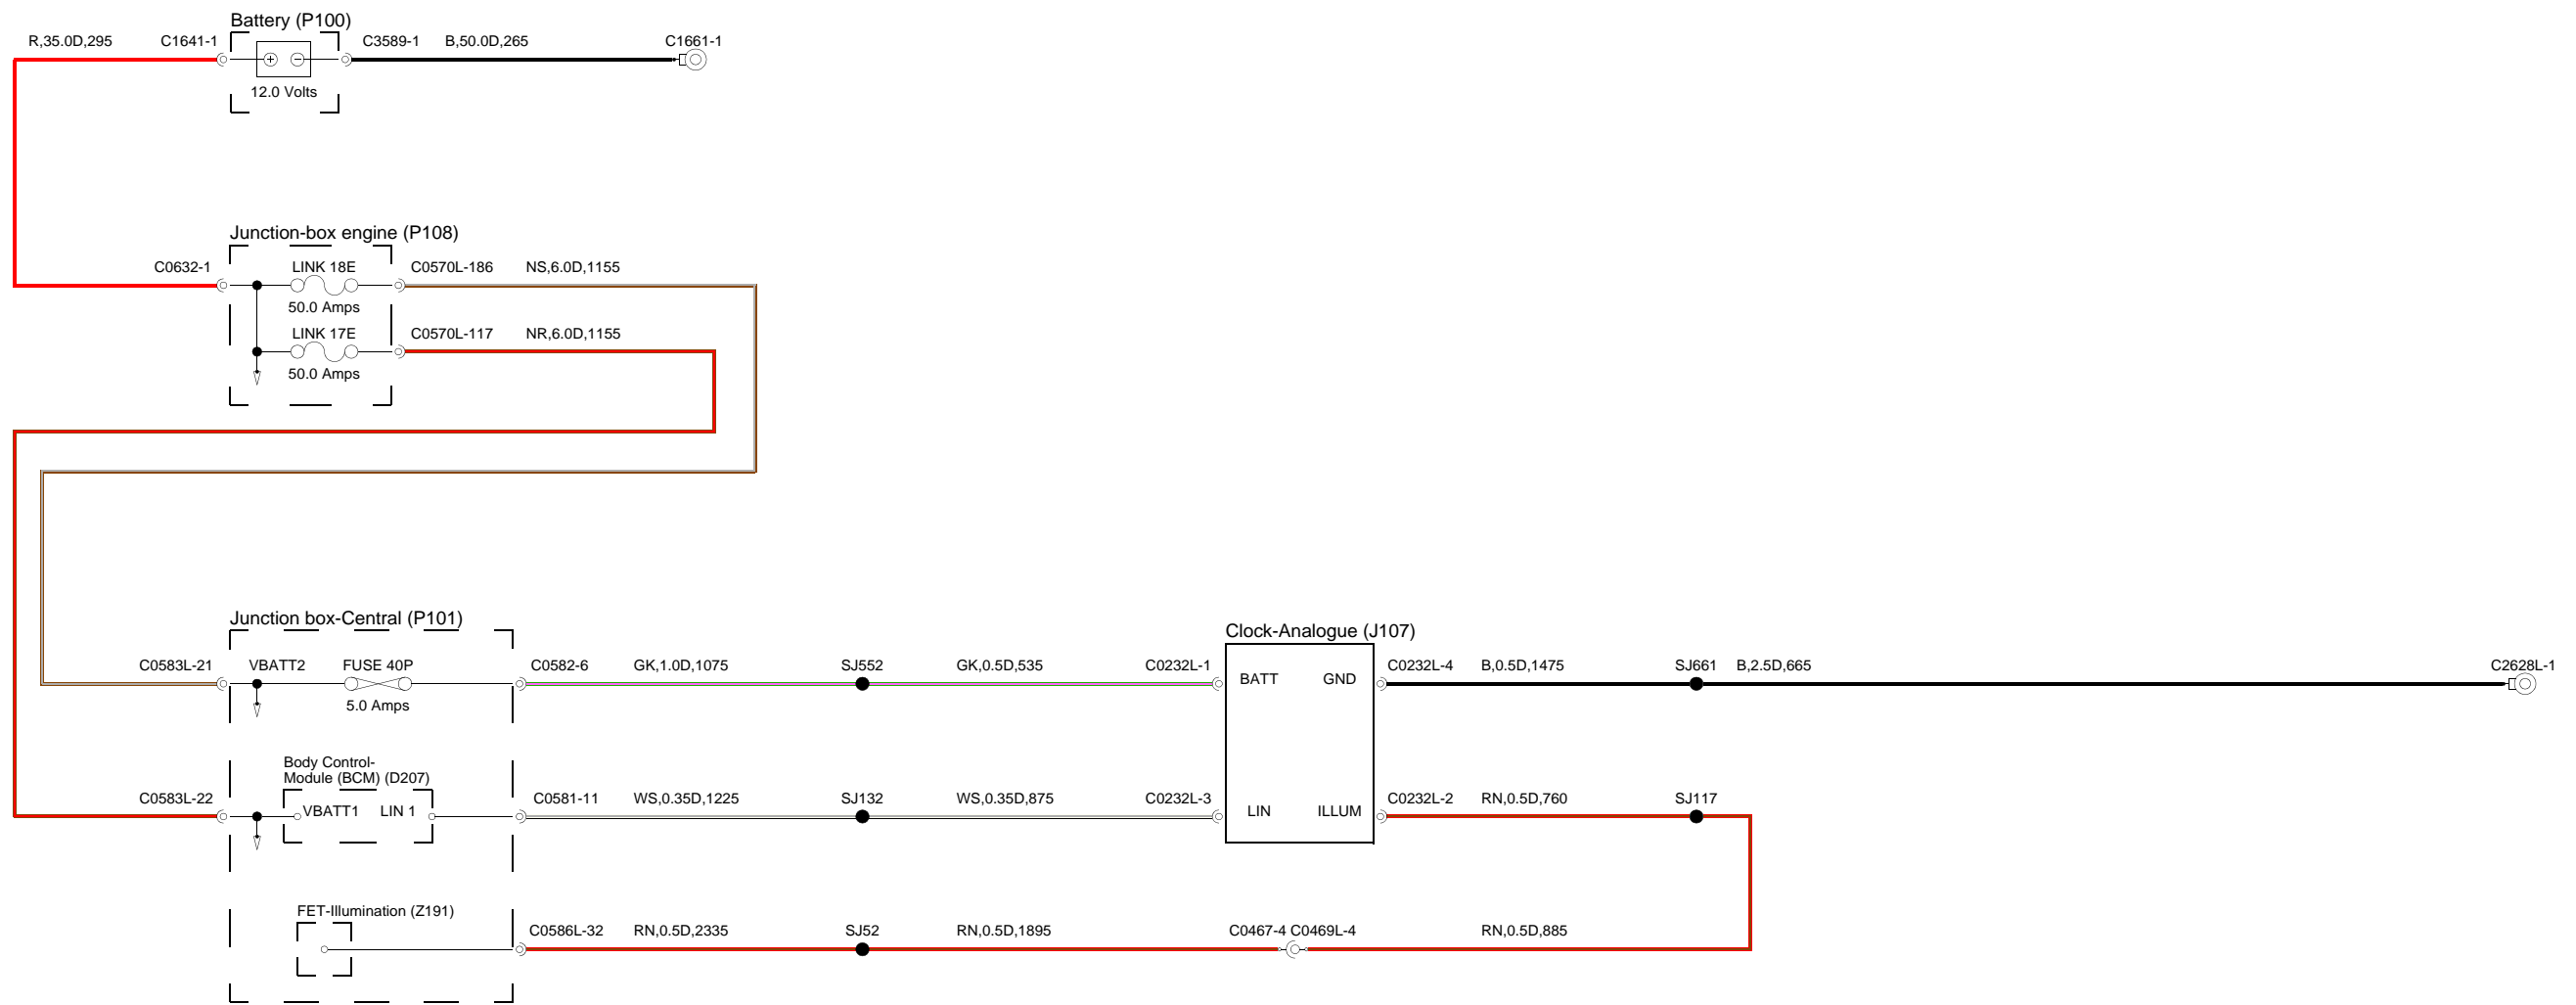 Battery (P100)
R,35.0D,295 C1641-1 C3589-1 B,50.0D,265 C1661-1
12.0 Volts
Junction-box engine (P108)
C0632-1 LINK 18E C0570L-186 NS,6.0D,1155
50.0 Amps
LINK 17E C0570L-117 NR,6.0D,1155
50.0 Amps
Junction box-Central (P101)
Clock-Analogue (J107)
C0583L-21 VBATT2 FUSE 40P C0582-6 GK,1.0D,1075 SJ552 GK,0.5D,535 C0232L-1 C0232L-4 B,0.5D,1475 SJ661 B,2.5D,665 C2628L-1
BATT GND
5.0 Amps
Body Control-
Module (BCM) (D207)
C0583L-22 C0581-11 WS,0.35D,1225 SJ132 WS,0.35D,875 C0232L-3 C0232L-2 RN,0.5D,760 SJ117
VBATT1 LIN 1 LIN ILLUM
FET-Illumination (Z191)
C0586L-32 RN,0.5D,2335 SJ52 RN,0.5D,1895 C0467-4 C0469L-4 RN,0.5D,885